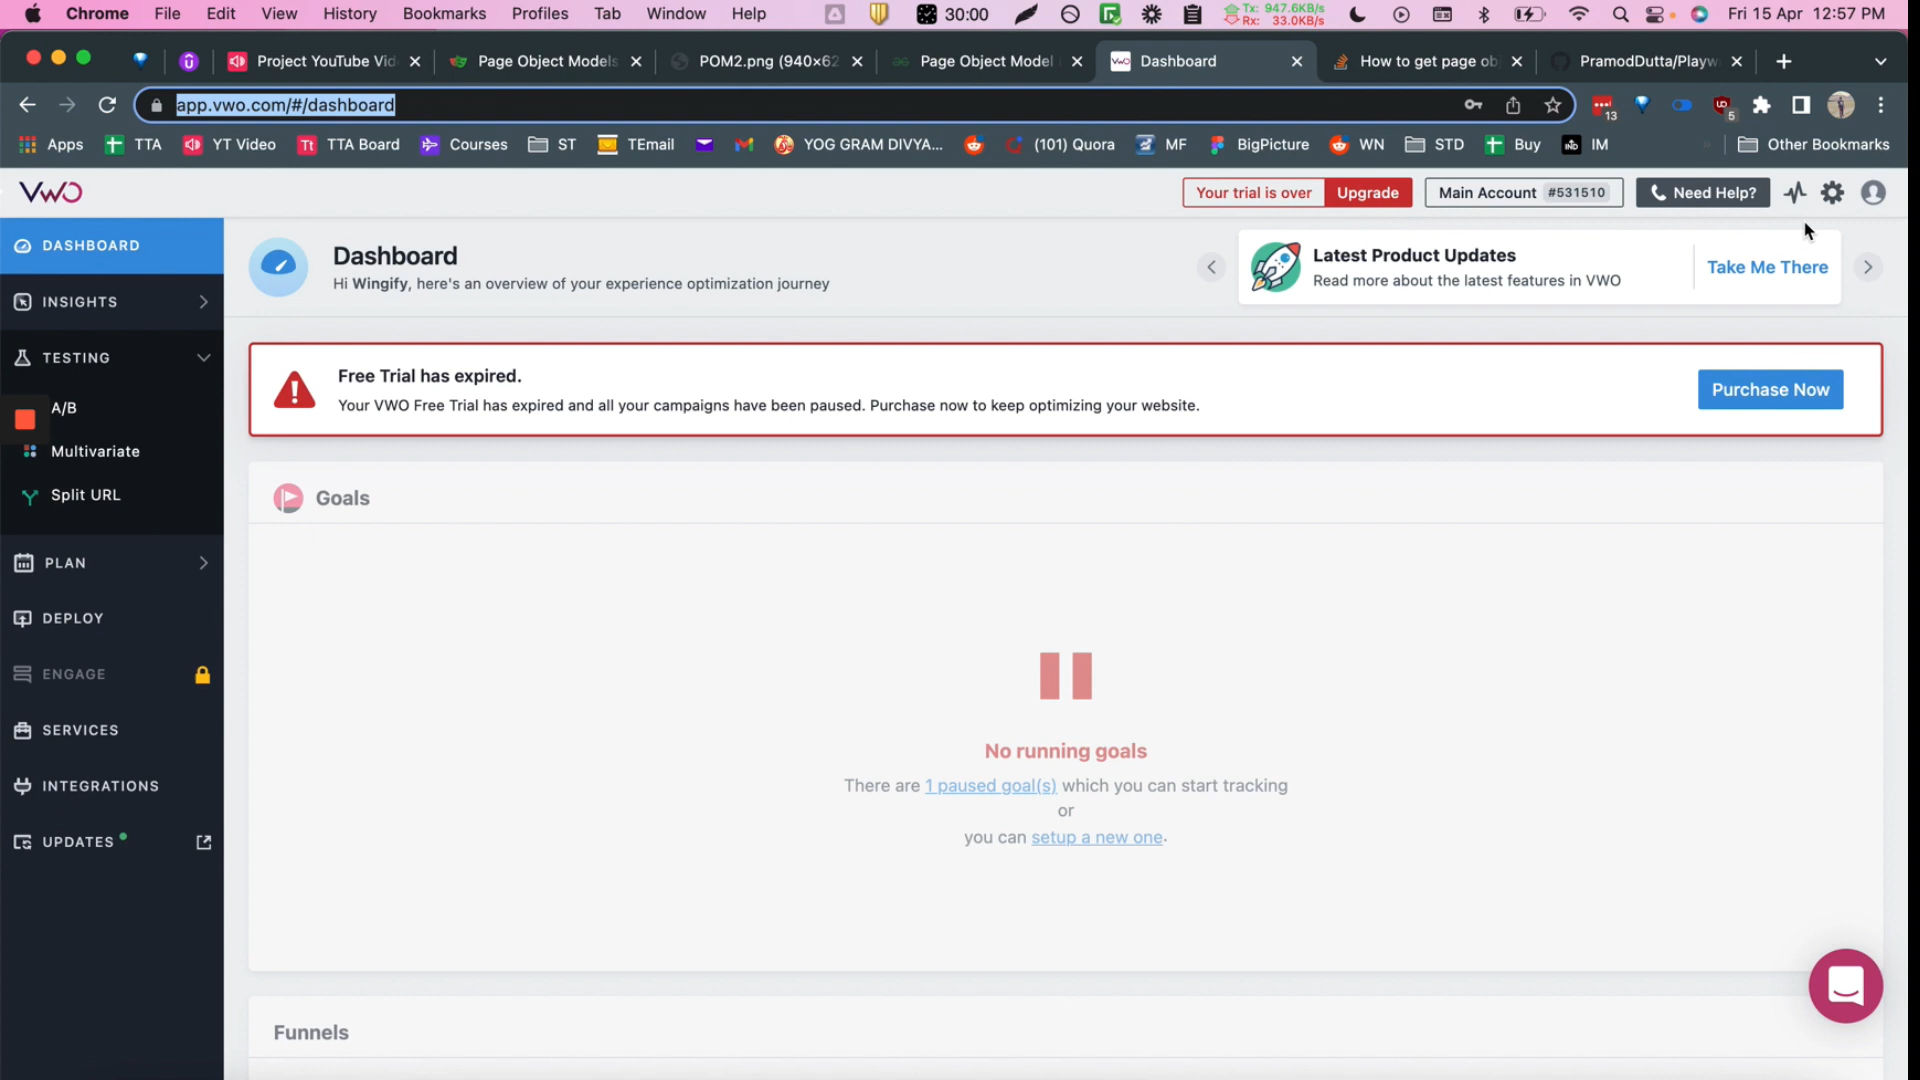 Chrome File Edit View History Bookmarks Profiles Tab Window Help 30:00 Tx: 947.6KB/s Rx: 33.0KB/s Fri 15 Apr 12:57 PM
Project YouTube Vid Page Object Models POM2.png (940×62 Page Object Model Dashboard How to get page ob PramodDutta/Playw
app.vwo.com/#/dashboard 13 5
Apps TTA YT Video TTA Board Courses ST TEmail YOG GRAM DIVYA... (101) Quora MF BigPicture WN STD Buy IM Other Bookmarks
VWO Your trial is over Upgrade Main Account #531510 Need Help?
DASHBOARD
INSIGHTS
TESTING
A/B
Multivariate
Split URL
PLAN
DEPLOY
ENGAGE
SERVICES
INTEGRATIONS
UPDATES
Dashboard
Hi Wingify, here's an overview of your experience optimization journey
Latest Product Updates
Read more about the latest features in VWO
Take Me There
Free Trial has expired.
Your VWO Free Trial has expired and all your campaigns have been paused. Purchase now to keep optimizing your website.
Purchase Now
Goals
No running goals
There are 1 paused goal(s) which you can start tracking
or
you can setup a new one.
Funnels